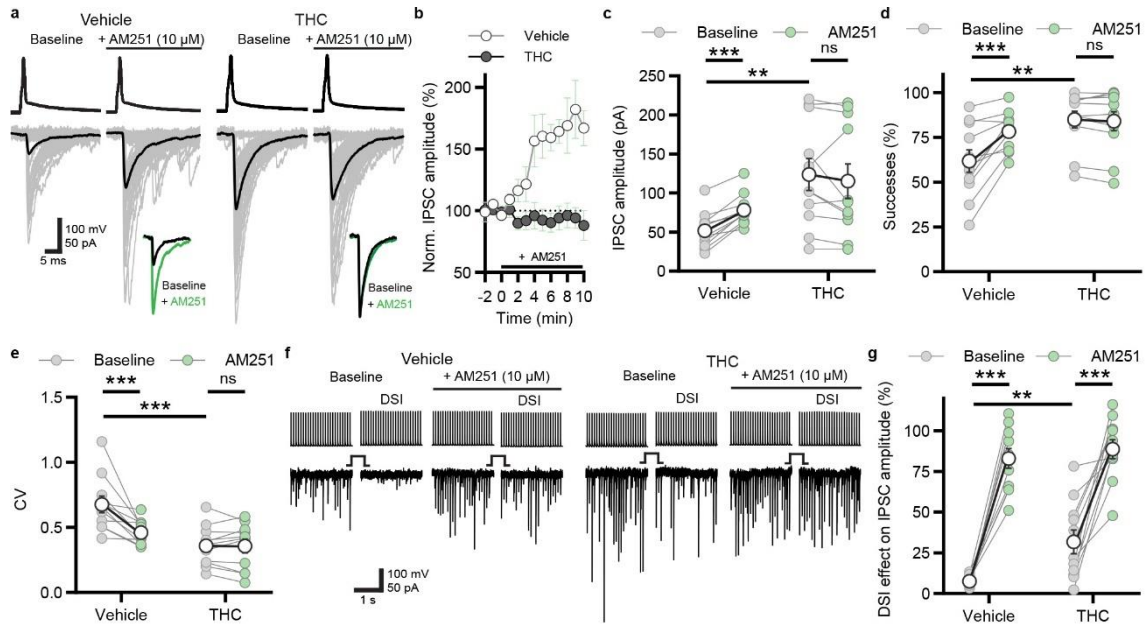 a
Vehicle
THC
Baseline
+ AM251 (10 µM)
Baseline
+ AM251 (10 µM)
100 mV
50 pA
5 ms
Baseline
+ AM251
Baseline
+ AM251
b
Vehicle
THC
Norm. IPSC amplitude (%)
200
150
100
50
+ AM251
-2 0 2 4 6 8 10
Time (min)
c
Baseline
AM251
***
ns
**
IPSC amplitude (pA)
250
200
150
100
50
0
Vehicle
THC
d
Baseline
AM251
***
ns
**
Successes (%)
100
75
50
25
0
Vehicle
THC
e
Baseline
AM251
***
ns
***
CV
1.5
1.0
0.5
0.0
Vehicle
THC
f
Vehicle
THC
Baseline
+ AM251 (10 µM)
Baseline
+ AM251 (10 µM)
DSI
DSI
DSI
DSI
100 mV
50 pA
1 s
g
Baseline
AM251
***
***
**
DSI effect on IPSC amplitude (%)
100
75
50
25
0
Vehicle
THC